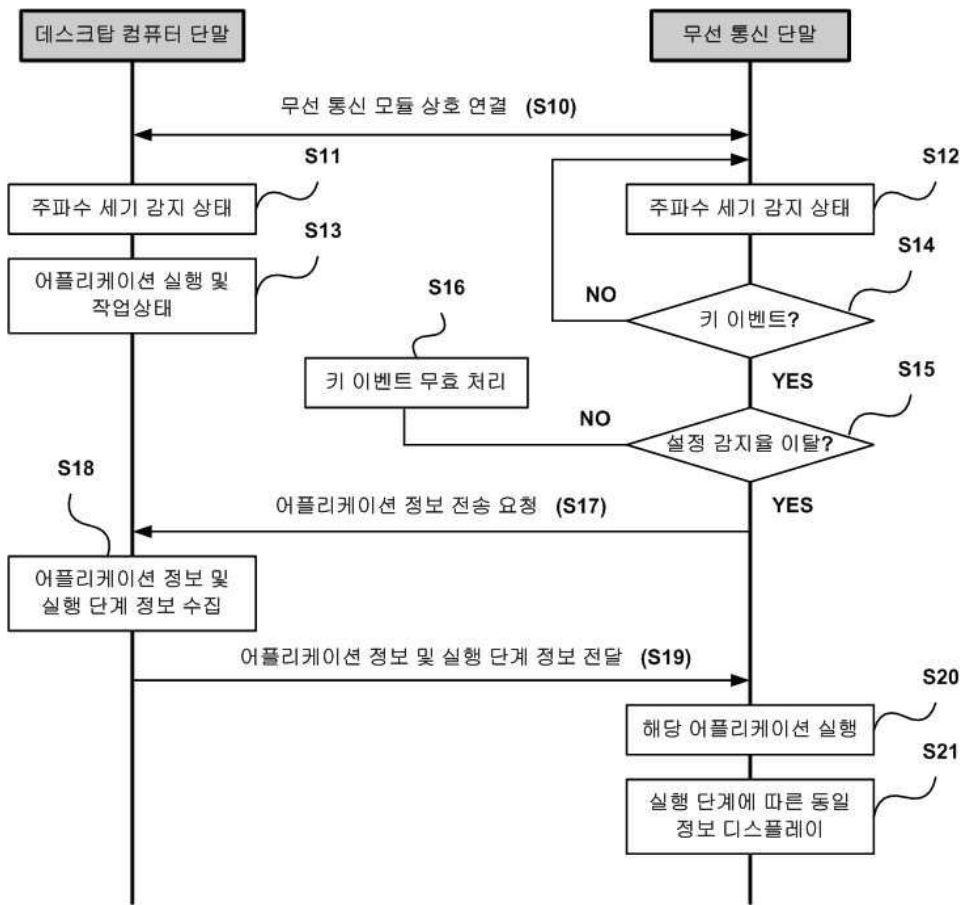 데스크탑 컴퓨터 단말
무선 통신 단말
무선 통신 모듈 상호 연결 (S10)
S11
S12
주파수 세기 감지 상태
주파수 세기 감지 상태
S13
S14
어플리케이션 실행 및
작업상태
S16
NO
키 이벤트?
키 이벤트 무효 처리
YES
S15
NO
설정 감지율 이탈?
S18
어플리케이션 정보 전송 요청 (S17)
YES
어플리케이션 정보 및
실행 단계 정보 수집
어플리케이션 정보 및 실행 단계 정보 전달 (S19)
S20
해당 어플리케이션 실행
S21
실행 단계에 따른 동일
정보 디스플레이